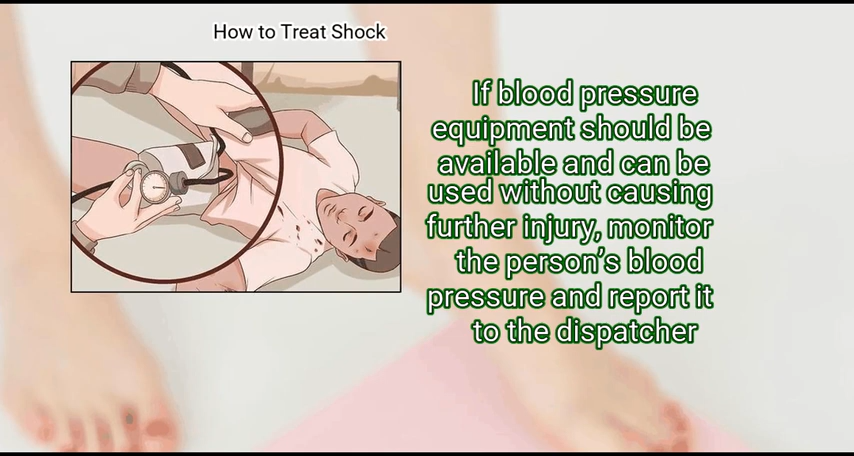 How to Treat Shock
If blood pressure
equipment should be
available and can be
used without causing
further injury, monitor
the person’s blood
pressure and report it
to the dispatcher